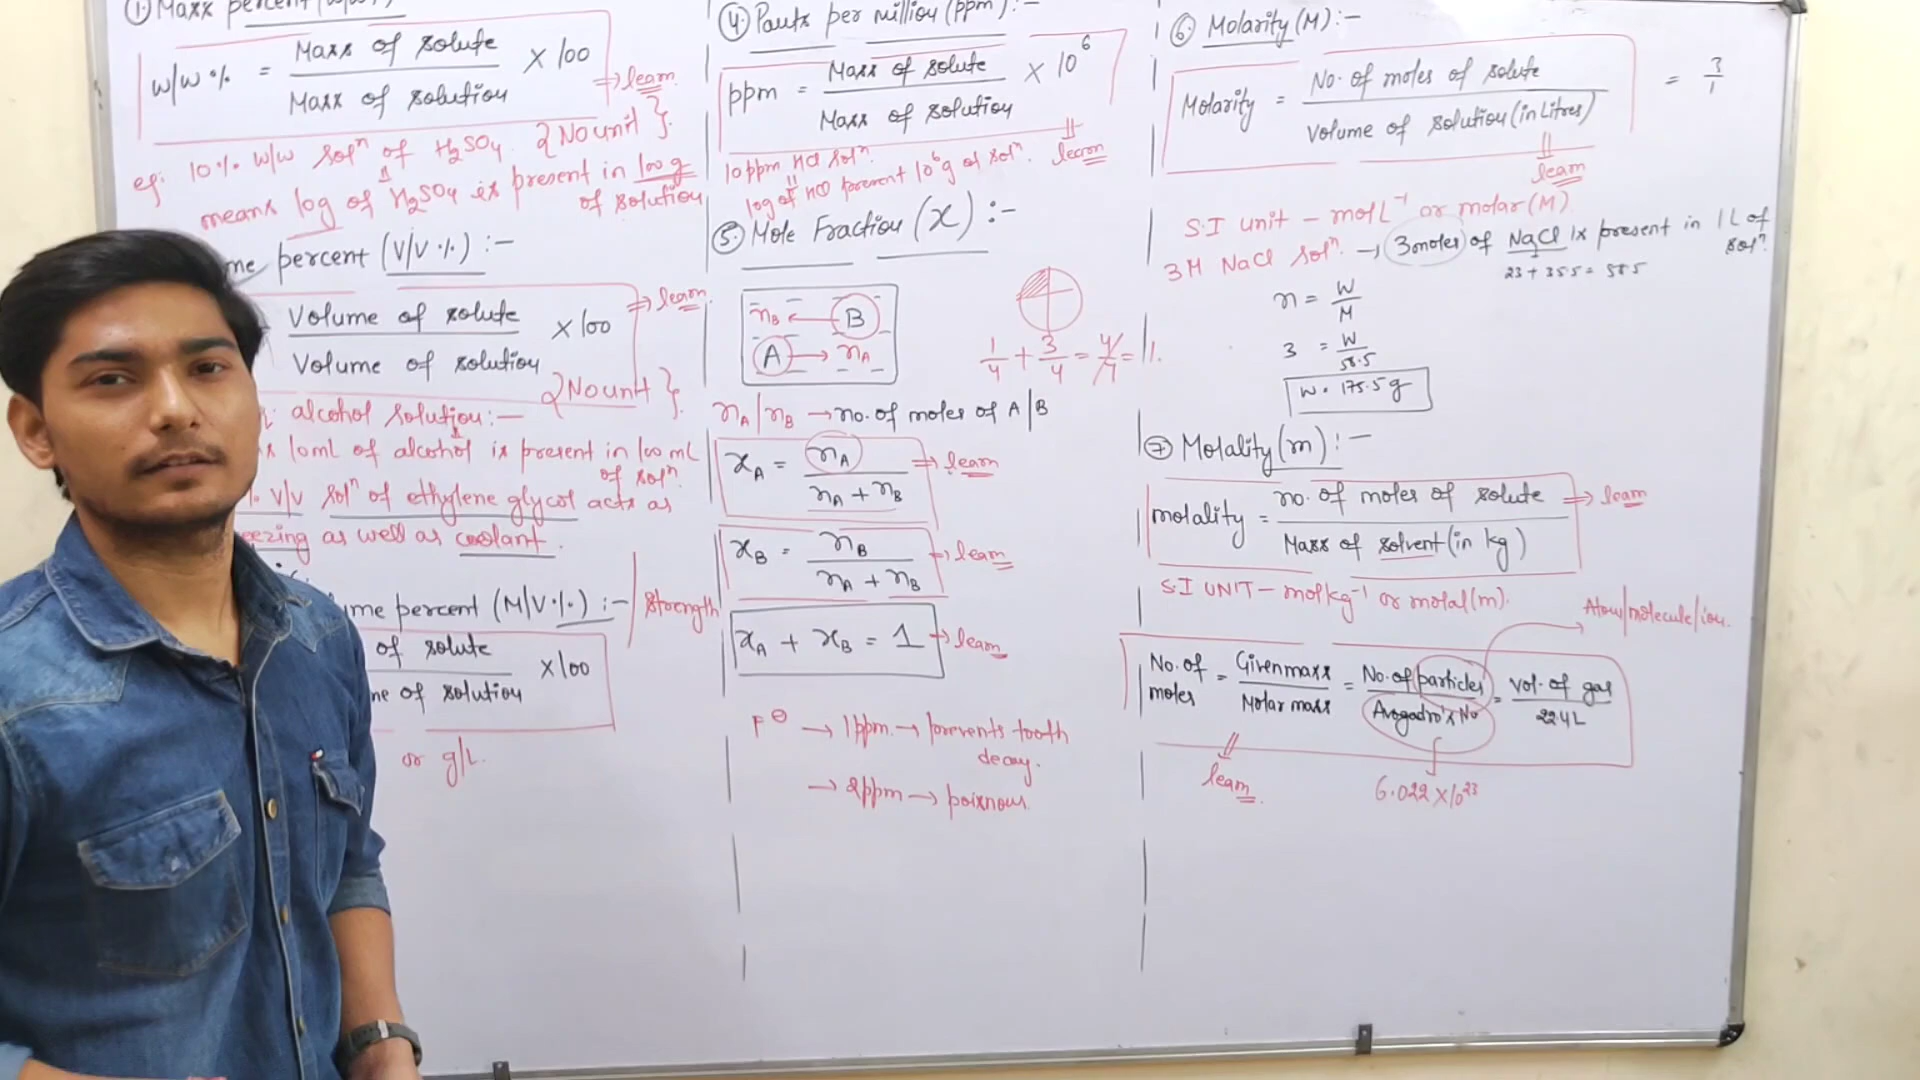 ① Mass percent (w/w%)
w/w % = Mass of solute / Mass of solution × 100
⇒ learn
eg: 10% w/w solⁿ of H₂SO₄. {No unit}.
means 10g of H₂SO₄ is present in 100g
of solution
me percent (V/V %) :-
Volume of solute / Volume of solution × 100
⇒ learn
{No unit}.
alcohol solution :-
10mL of alcohol is present in 100 mL
of solⁿ.
V/V solⁿ of ethylene glycol acts as
eezing as well as coolant.
me percent (M/V %) :- Strength
of solute / me of solution ×100
or g/L.
④ Parts per million (ppm) :-
ppm = Mass of solute / Mass of solution × 10⁶
learn
10ppm HCl solⁿ.
10g of HCl present 10⁶g of solⁿ.
⑤ Mole Fraction (x) :-
n_B ← B
A → n_A
1/4 + 3/4 = 4/4 = 1.
n_A/n_B → no. of moles of A/B
x_A = n_A / n_A + n_B ⇒ learn
x_B = n_B / n_A + n_B → learn
x_A + x_B = 1 → learn
F⊖ → 1ppm → prevents tooth
decay.
→ 2ppm → poisnous.
⑥ Molarity (M) :-
Molarity = No. of moles of solute / Volume of solution (in Litres) = 3/1
learn
S.I unit - mol L⁻¹ or molar (M)
3M NaCl solⁿ. → 3moles of NaCl is present in 1L of
solⁿ.
23 + 35.5 = 58.5
n = W/M
3 = W/58.5
W = 175.5g
⑦ Molality (m) :-
molality = no. of moles of solute / Mass of solvent (in kg) ⇒ learn
S.I UNIT - mol kg⁻¹ or molal (m).
Atom/molecule/ion.
No. of moles = Given mass / Molar mass = No. of particles / Avogadro's No = vol. of gas / 22.4L
learn
6.022 × 10²³